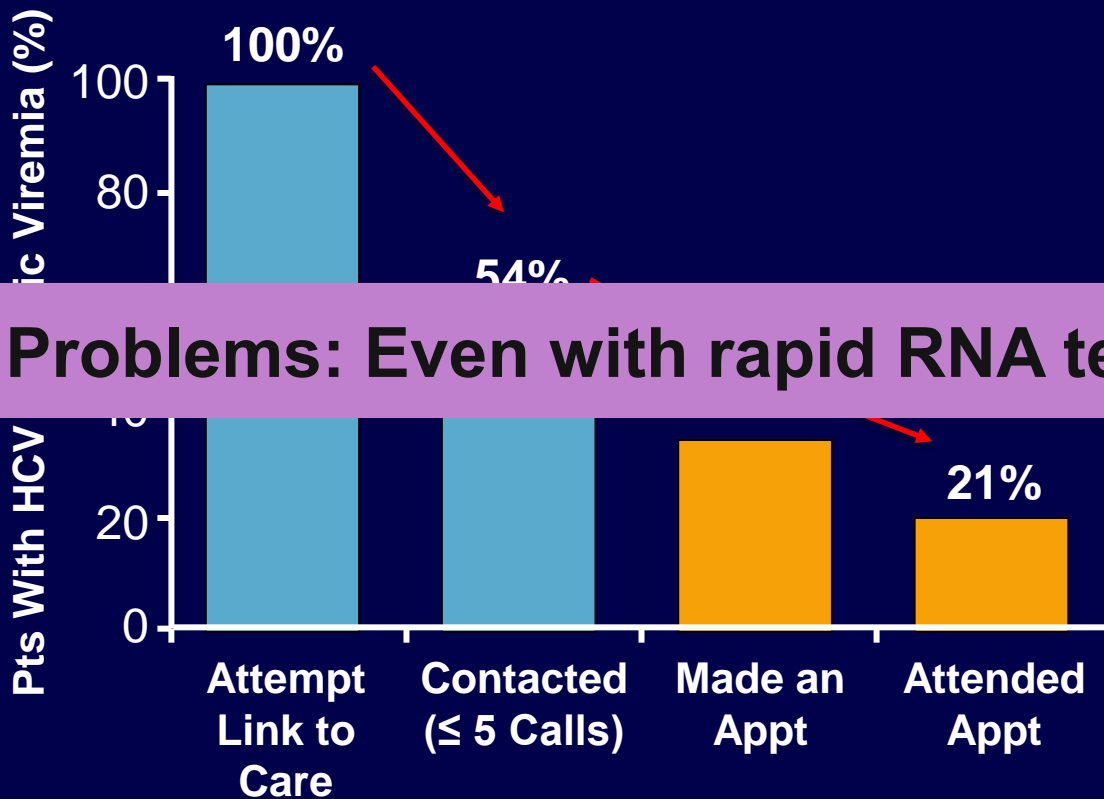 Pts With HCV
ic Viremia (%)
100%
100
80
54%
Problems: Even with rapid RNA te
40
21%
20
0
Attempt
Link to
Care
Contacted
(≤ 5 Calls)
Made an
Appt
Attended
Appt